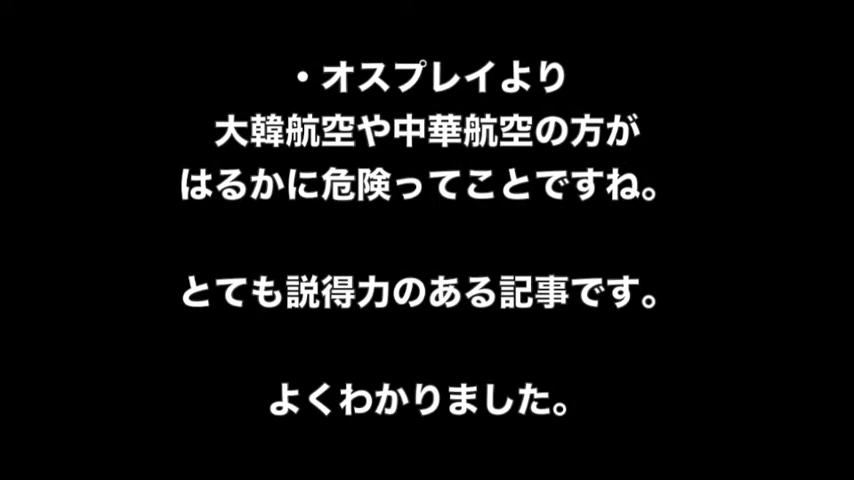 ・オスプレイより
大韓航空や中華航空の方が
はるかに危険ってことですね。
とても説得力のある記事です。
よくわかりました。